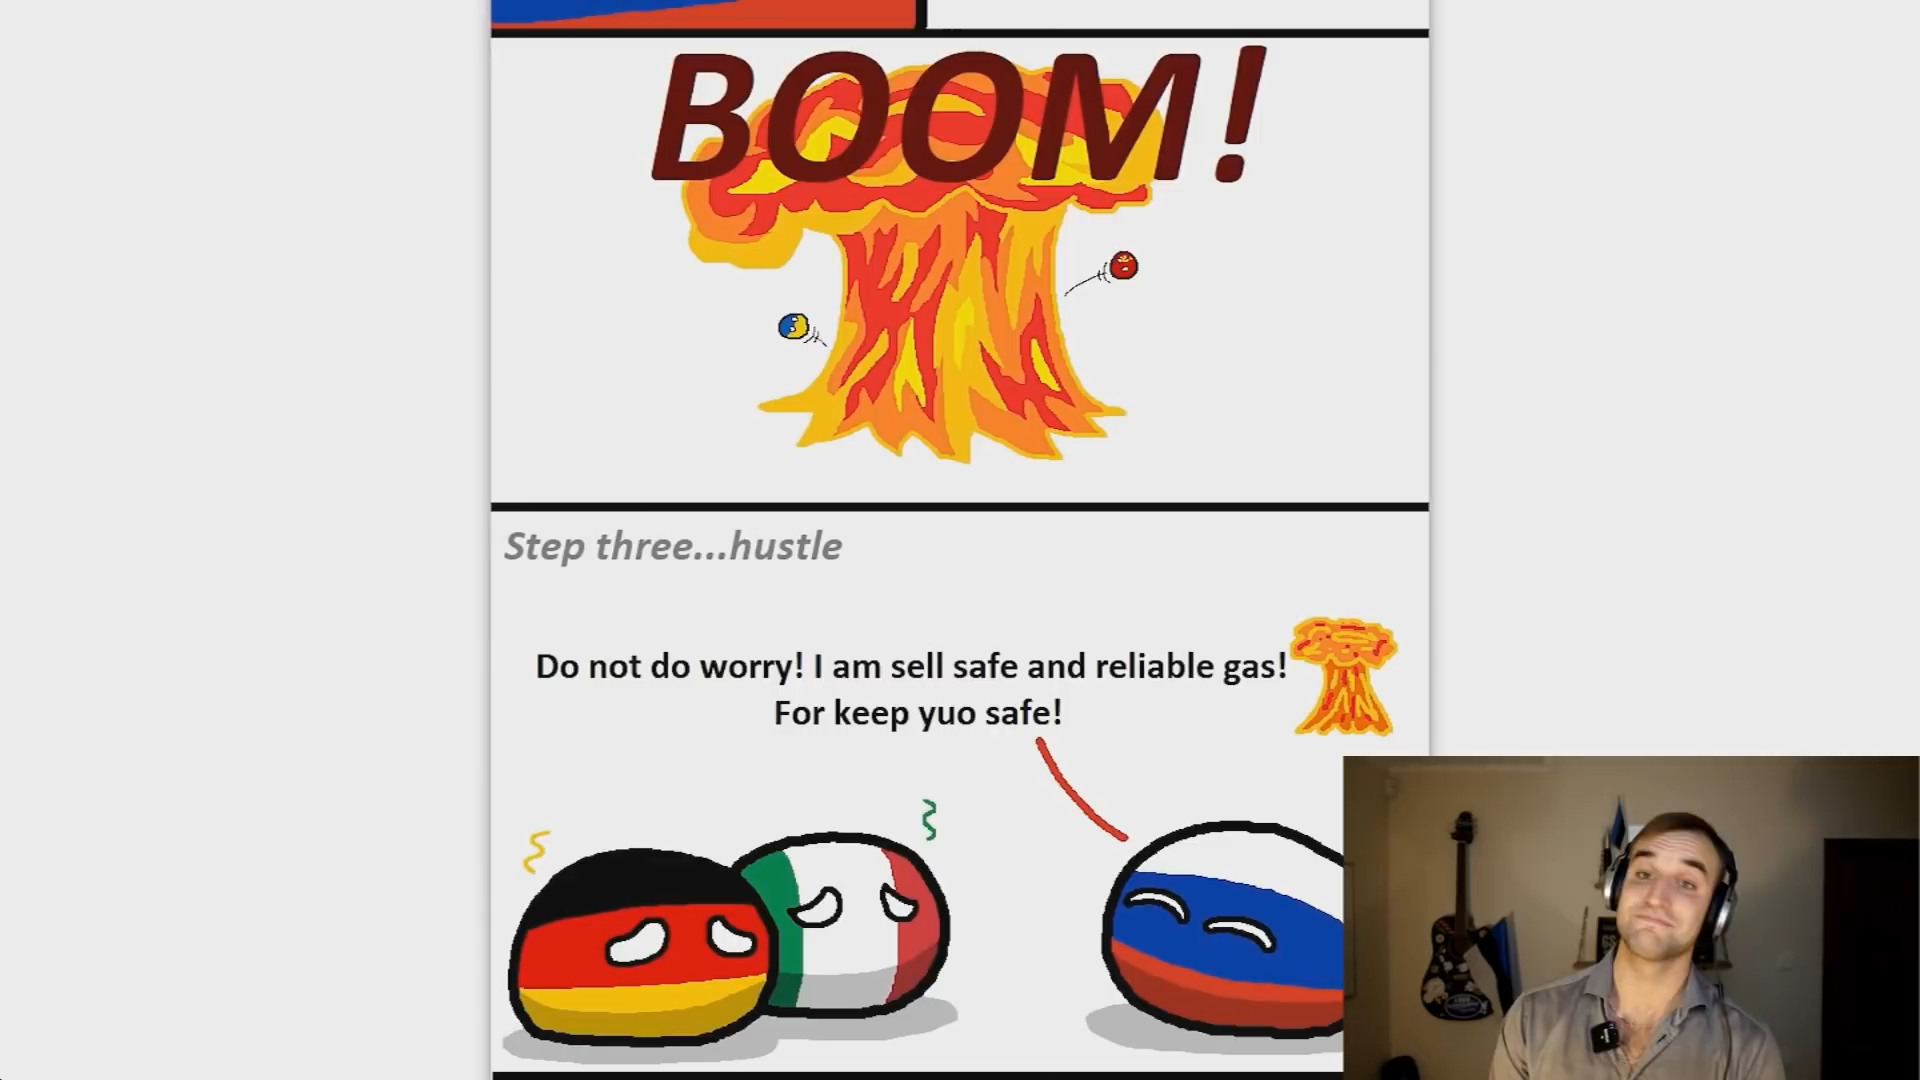 BOOM!
Step three...hustle
Do not do worry! I am sell safe and reliable gas!
For keep yuo safe!